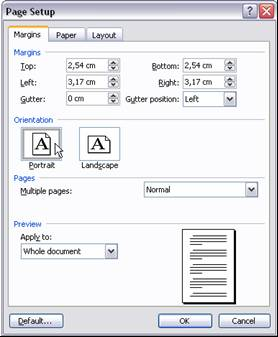 Page Setup
Margins Paper Layout
Margins
Top: 2,54 cm Bottom: 2,54 cm
Left: 3,17 cm Right: 3,17 cm
Gutter: 0 cm Gutter position: Left
Orientation
A A
Portrait Landscape
Pages
Multiple pages: Normal
Preview
Apply to:
Whole document
Default... OK Cancel